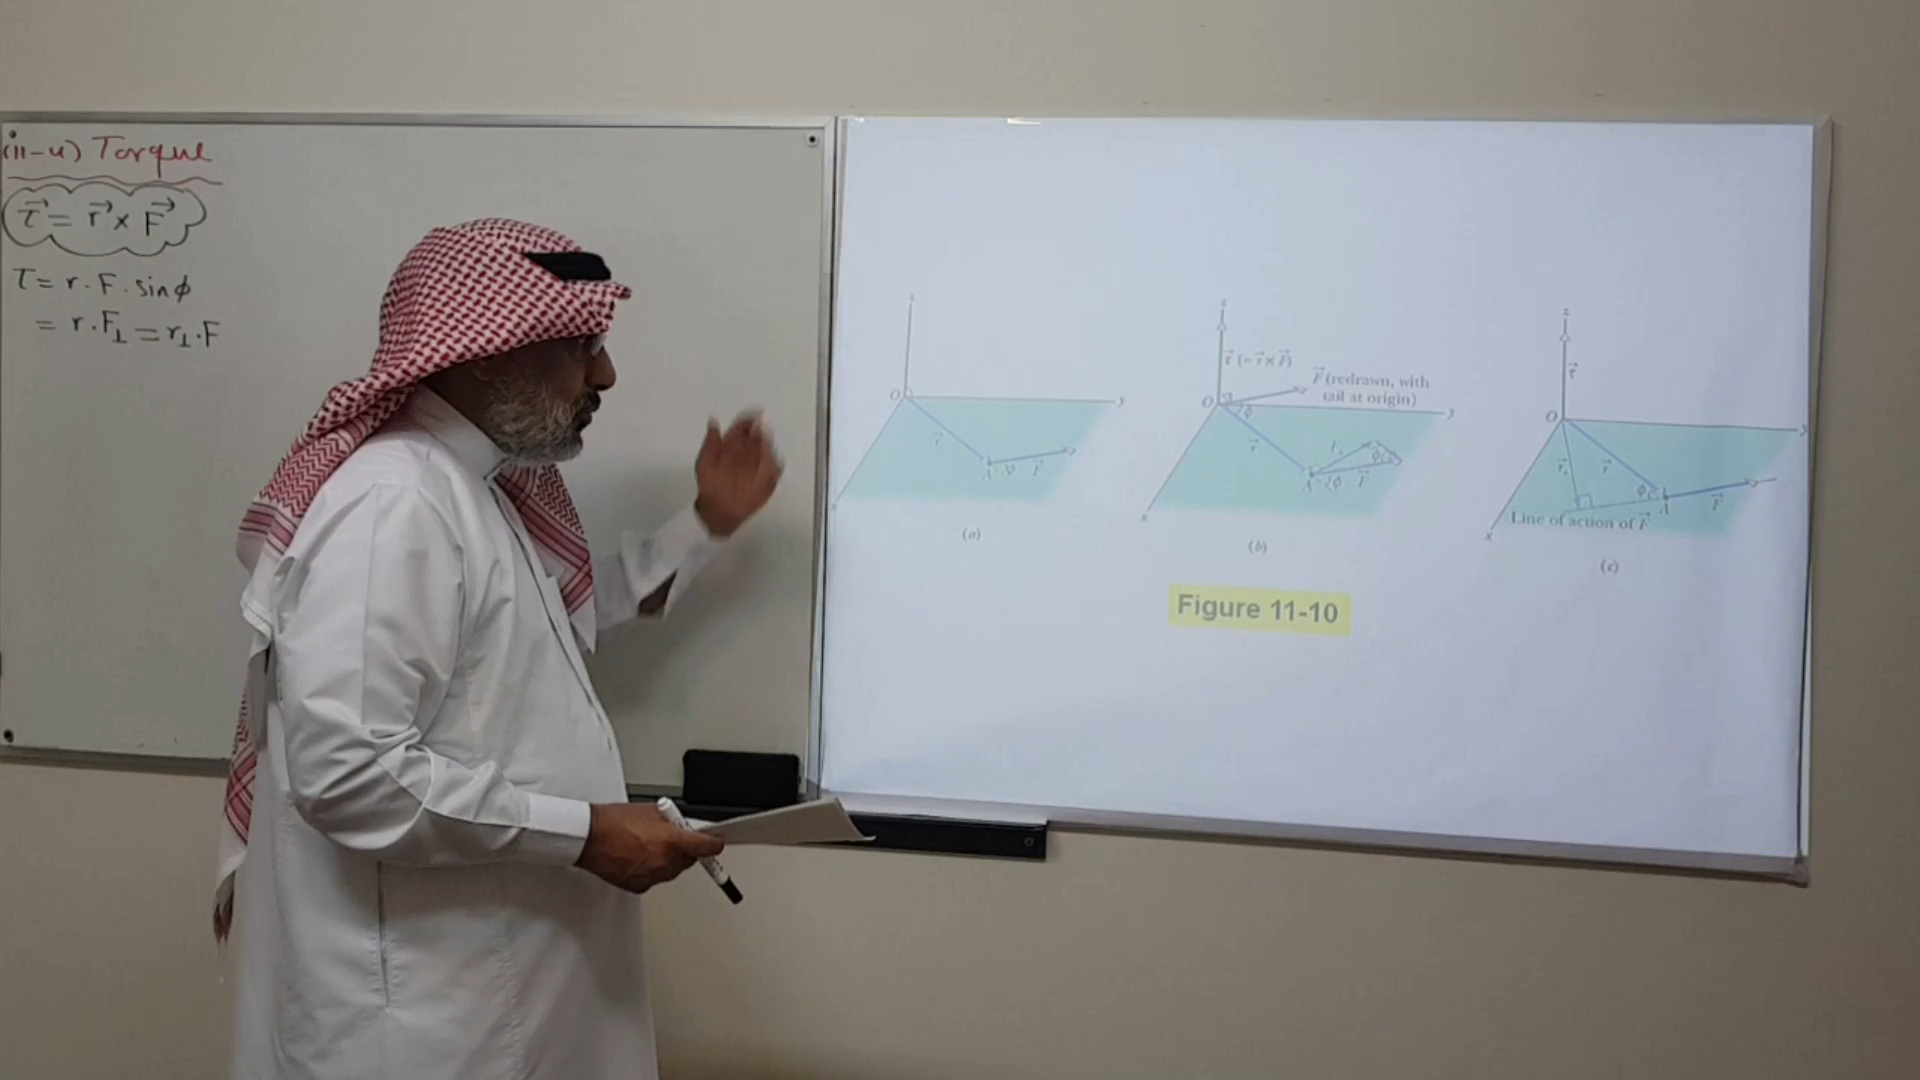 (11-4) Torque
τ⃗ = r⃗ × F⃗
τ = r . F . sin ϕ
= r . F⊥ = r⊥ . F
z
O
y
r⃗
A
ϕ
F⃗
x
(a)
z
τ⃗ (= r⃗ × F⃗)
F⃗ (redrawn, with
tail at origin)
O
ϕ
y
r⃗
F⊥
ϕ
A
ϕ
F⃗
x
(b)
z
τ⃗
O
y
r⃗⊥
r⃗
ϕ
A
F⃗
Line of action of F⃗
x
(c)
Figure 11-10